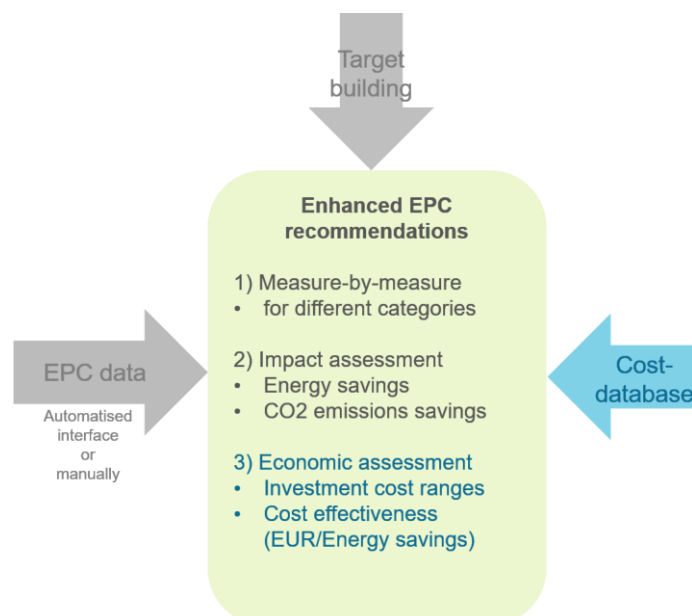 Target
building
Enhanced EPC
recommendations
1) Measure-by-measure
• for different categories
2) Impact assessment
• Energy savings
• CO2 emissions savings
3) Economic assessment
• Investment cost ranges
• Cost effectiveness
(EUR/Energy savings)
EPC data
Automatised
interface
or
manually
Cost-
database